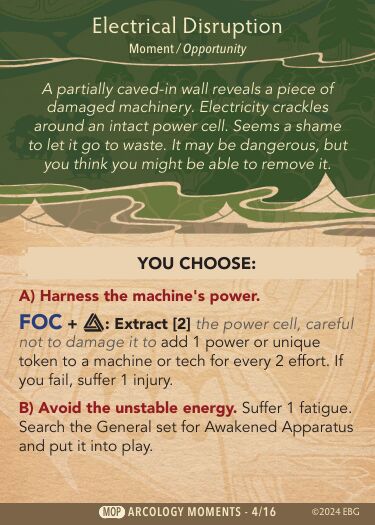 Electrical Disruption
Moment / Opportunity
A partially caved-in wall reveals a piece of
damaged machinery. Electricity crackles
around an intact power cell. Seems a shame
to let it go to waste. It may be dangerous, but
you think you might be able to remove it.
YOU CHOOSE:
A) Harness the machine's power.
FOC + : Extract [2] the power cell, careful
not to damage it to add 1 power or unique
token to a machine or tech for every 2 effort. If
you fail, suffer 1 injury.
B) Avoid the unstable energy. Suffer 1 fatigue.
Search the General set for Awakened Apparatus
and put it into play.
MOP ARCOLOGY MOMENTS - 4/16 ©2024 EBG